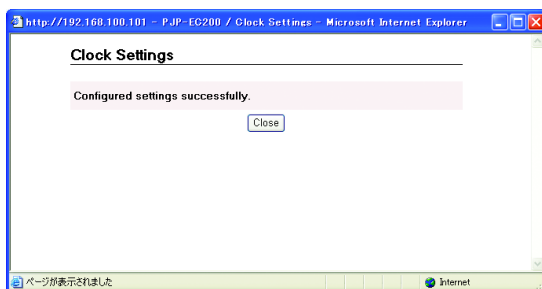 http://192.168.100.101 - PJP-EC200 / Clock Settings - Microsoft Internet Explorer
Clock Settings
Configured settings successfully.
Close
ページが表示されました
Internet